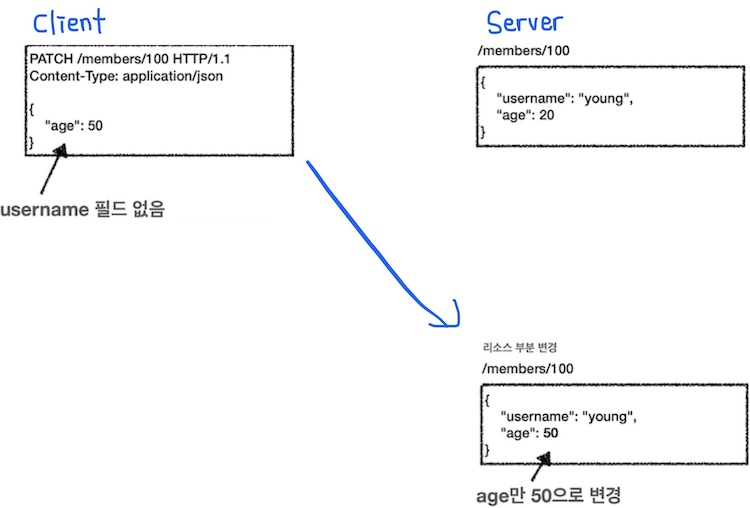 Client
PATCH /members/100 HTTP/1.1
Content-Type: application/json
{
"age": 50
}
username 필드 없음
Server
/members/100
{
"username": "young",
"age": 20
}
리소스 부분 변경
/members/100
{
"username": "young",
"age": 50
}
age만 50으로 변경